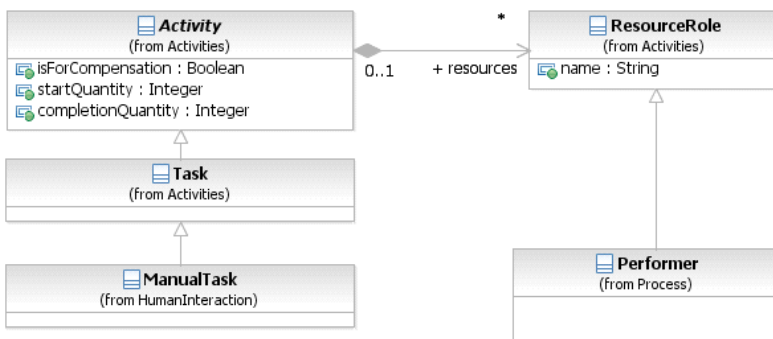 Activity
(from Activities)
isForCompensation : Boolean
startQuantity : Integer
completionQuantity : Integer
*
0..1
+ resources
ResourceRole
(from Activities)
name : String
Task
(from Activities)
ManualTask
(from HumanInteraction)
Performer
(from Process)